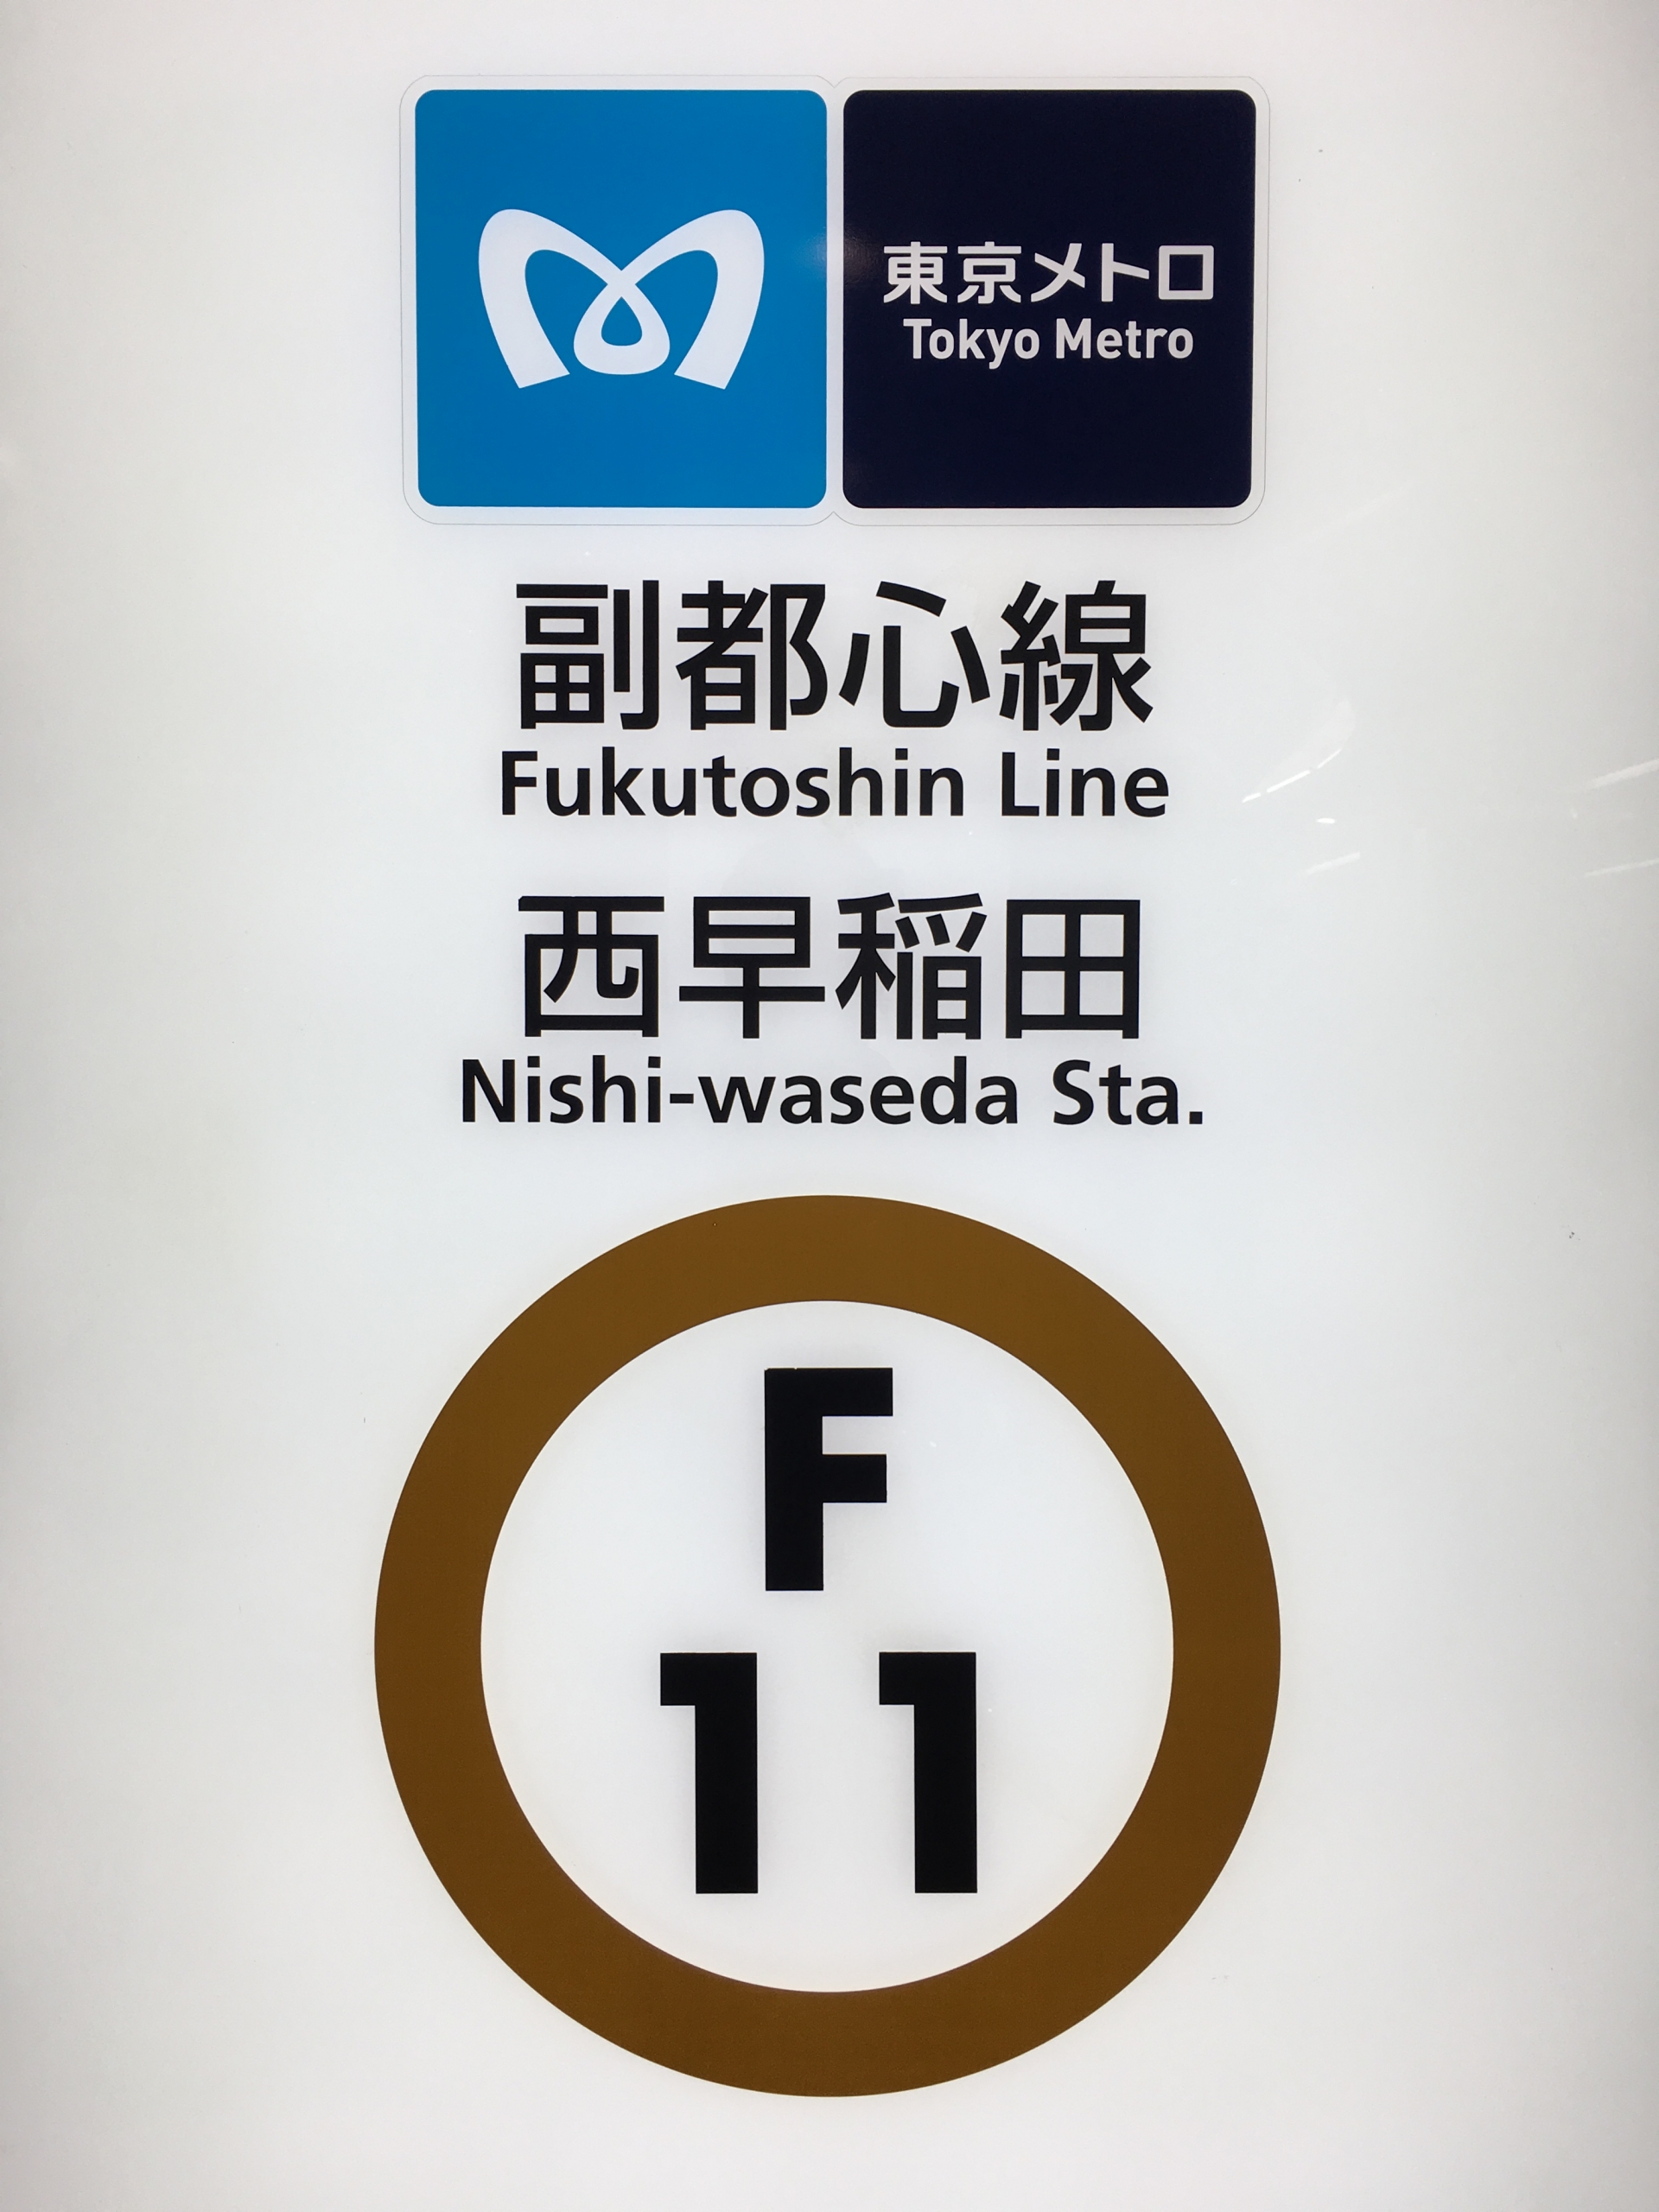 東京メトロ
Tokyo Metro
副都心線
Fukutoshin Line
西早稲田
Nishi-waseda Sta.
F
11